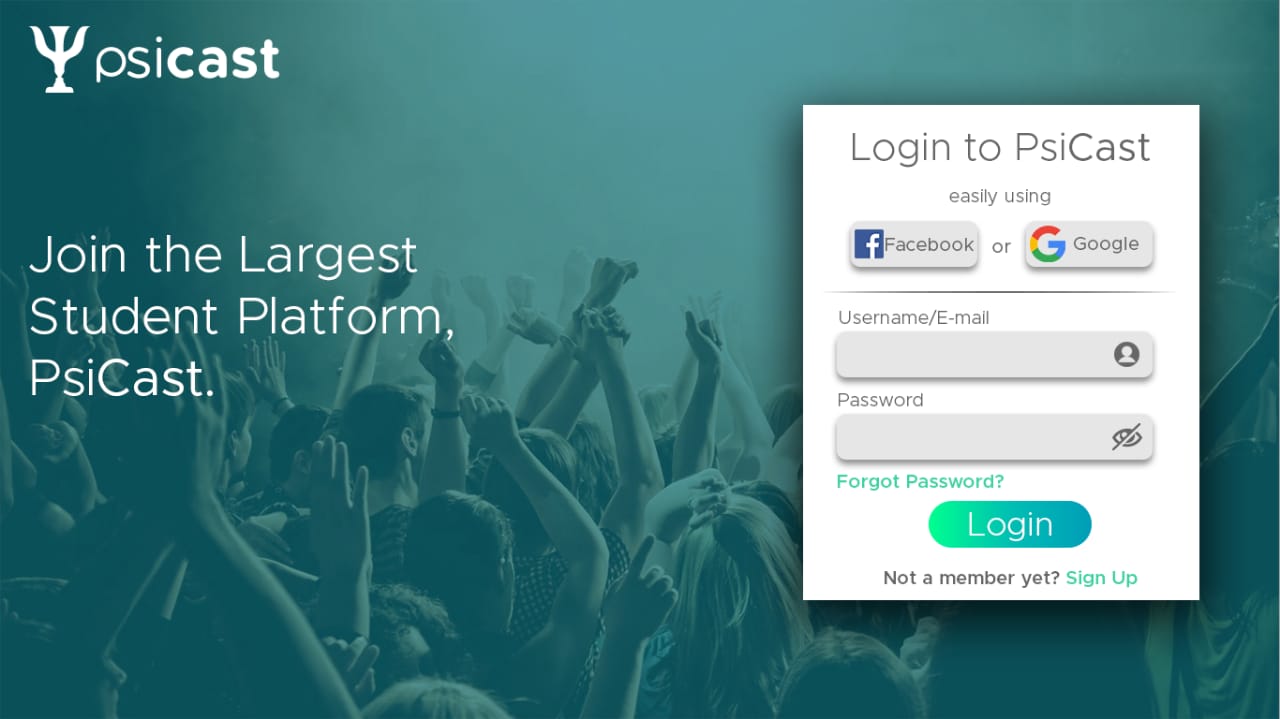 psicast
Join the Largest
Student Platform,
PsiCast.
Login to PsiCast
easily using
Facebook or Google
Username/E-mail
Password
Forgot Password?
Login
Not a member yet? Sign Up